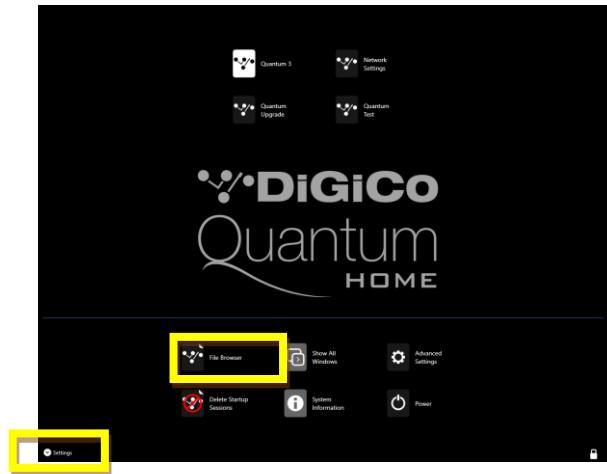 Quantum 3
Network
Settings
Quantum
Upgrade
Quantum
Test
DiGiCo
Quantum
HOME
File Browser
Show All
Windows
Advanced
Settings
Delete Startup
Sessions
System
Information
Power
Settings